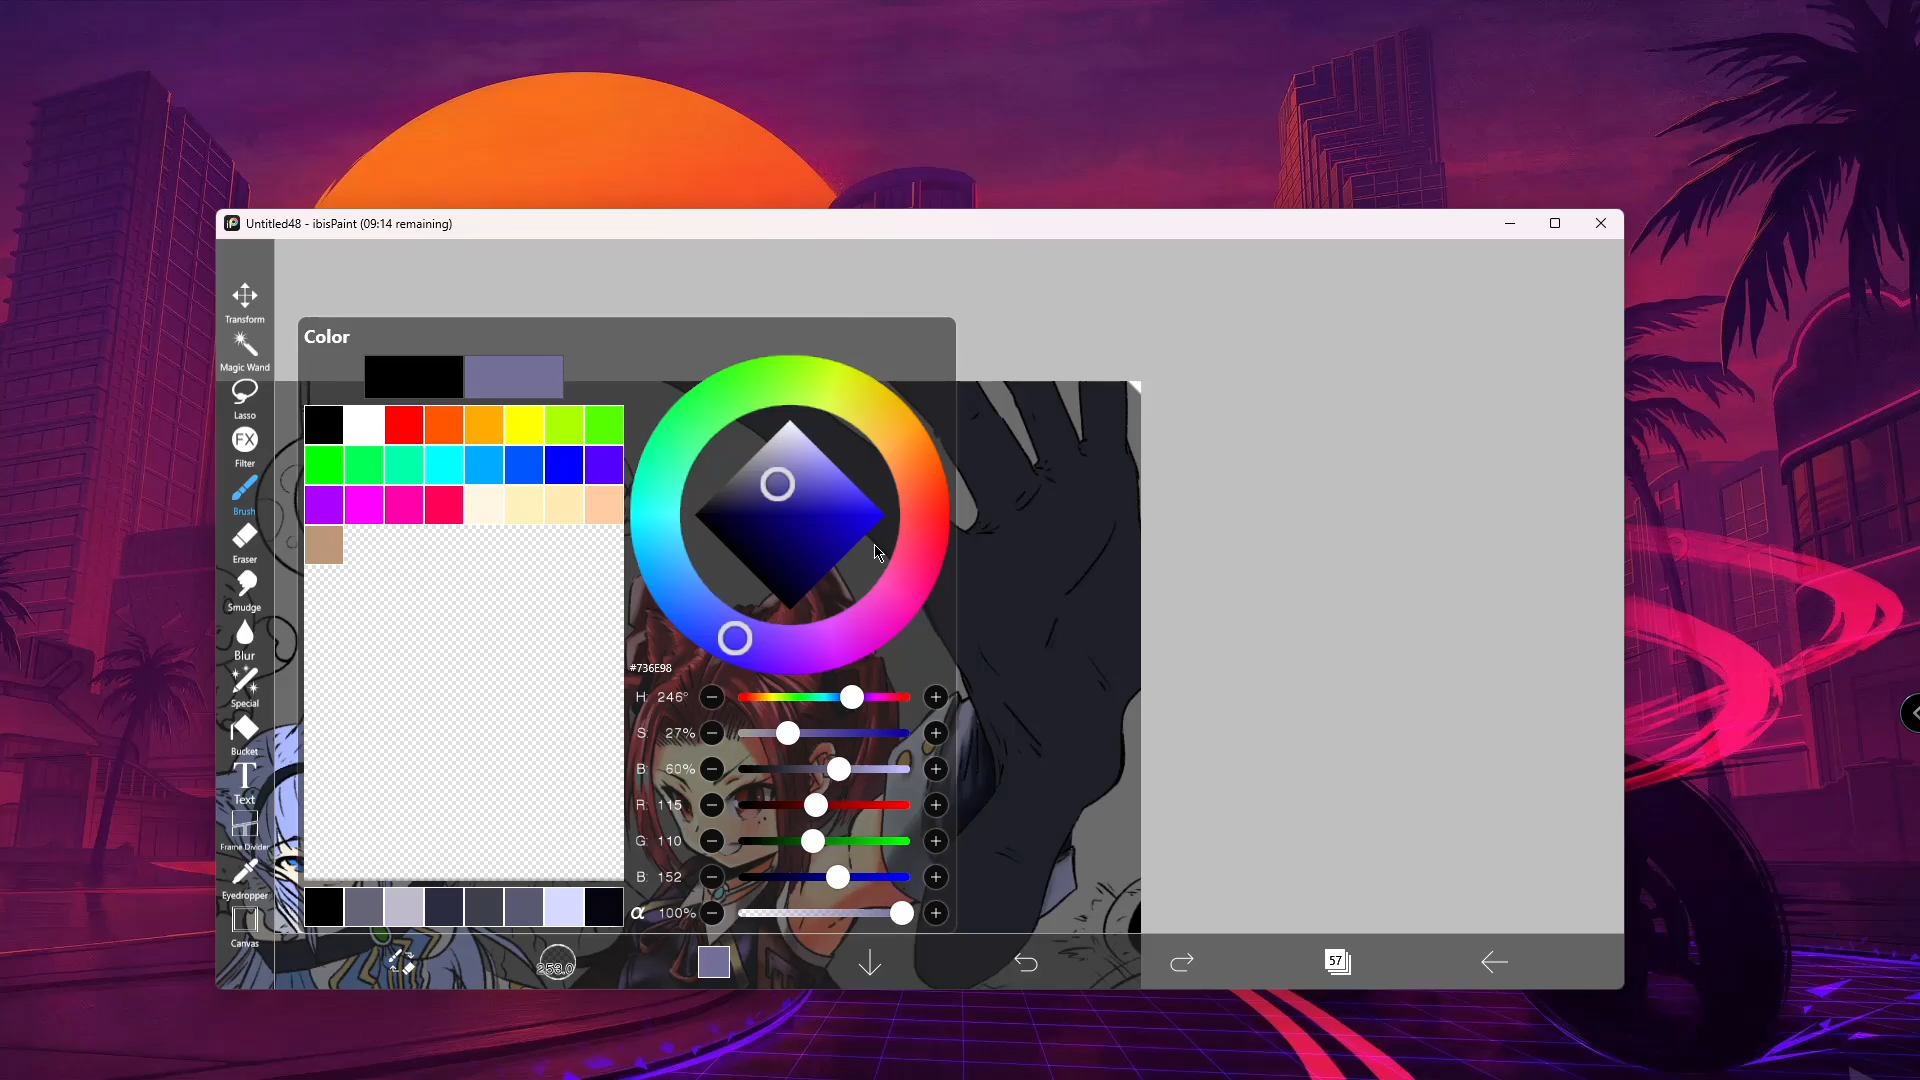 Untitled48 - ibisPaint (09:14 remaining)
Transform
Magic Wand
Lasso
FX
Filter
Brush
Eraser
Smudge
Blur
Special
Bucket
T
Text
Frame Divider
Eyedropper
Canvas
Color
#736E98
H: 246°
S: 27%
B: 60%
R: 115
G: 110
B: 152
α 100%
253.0
57